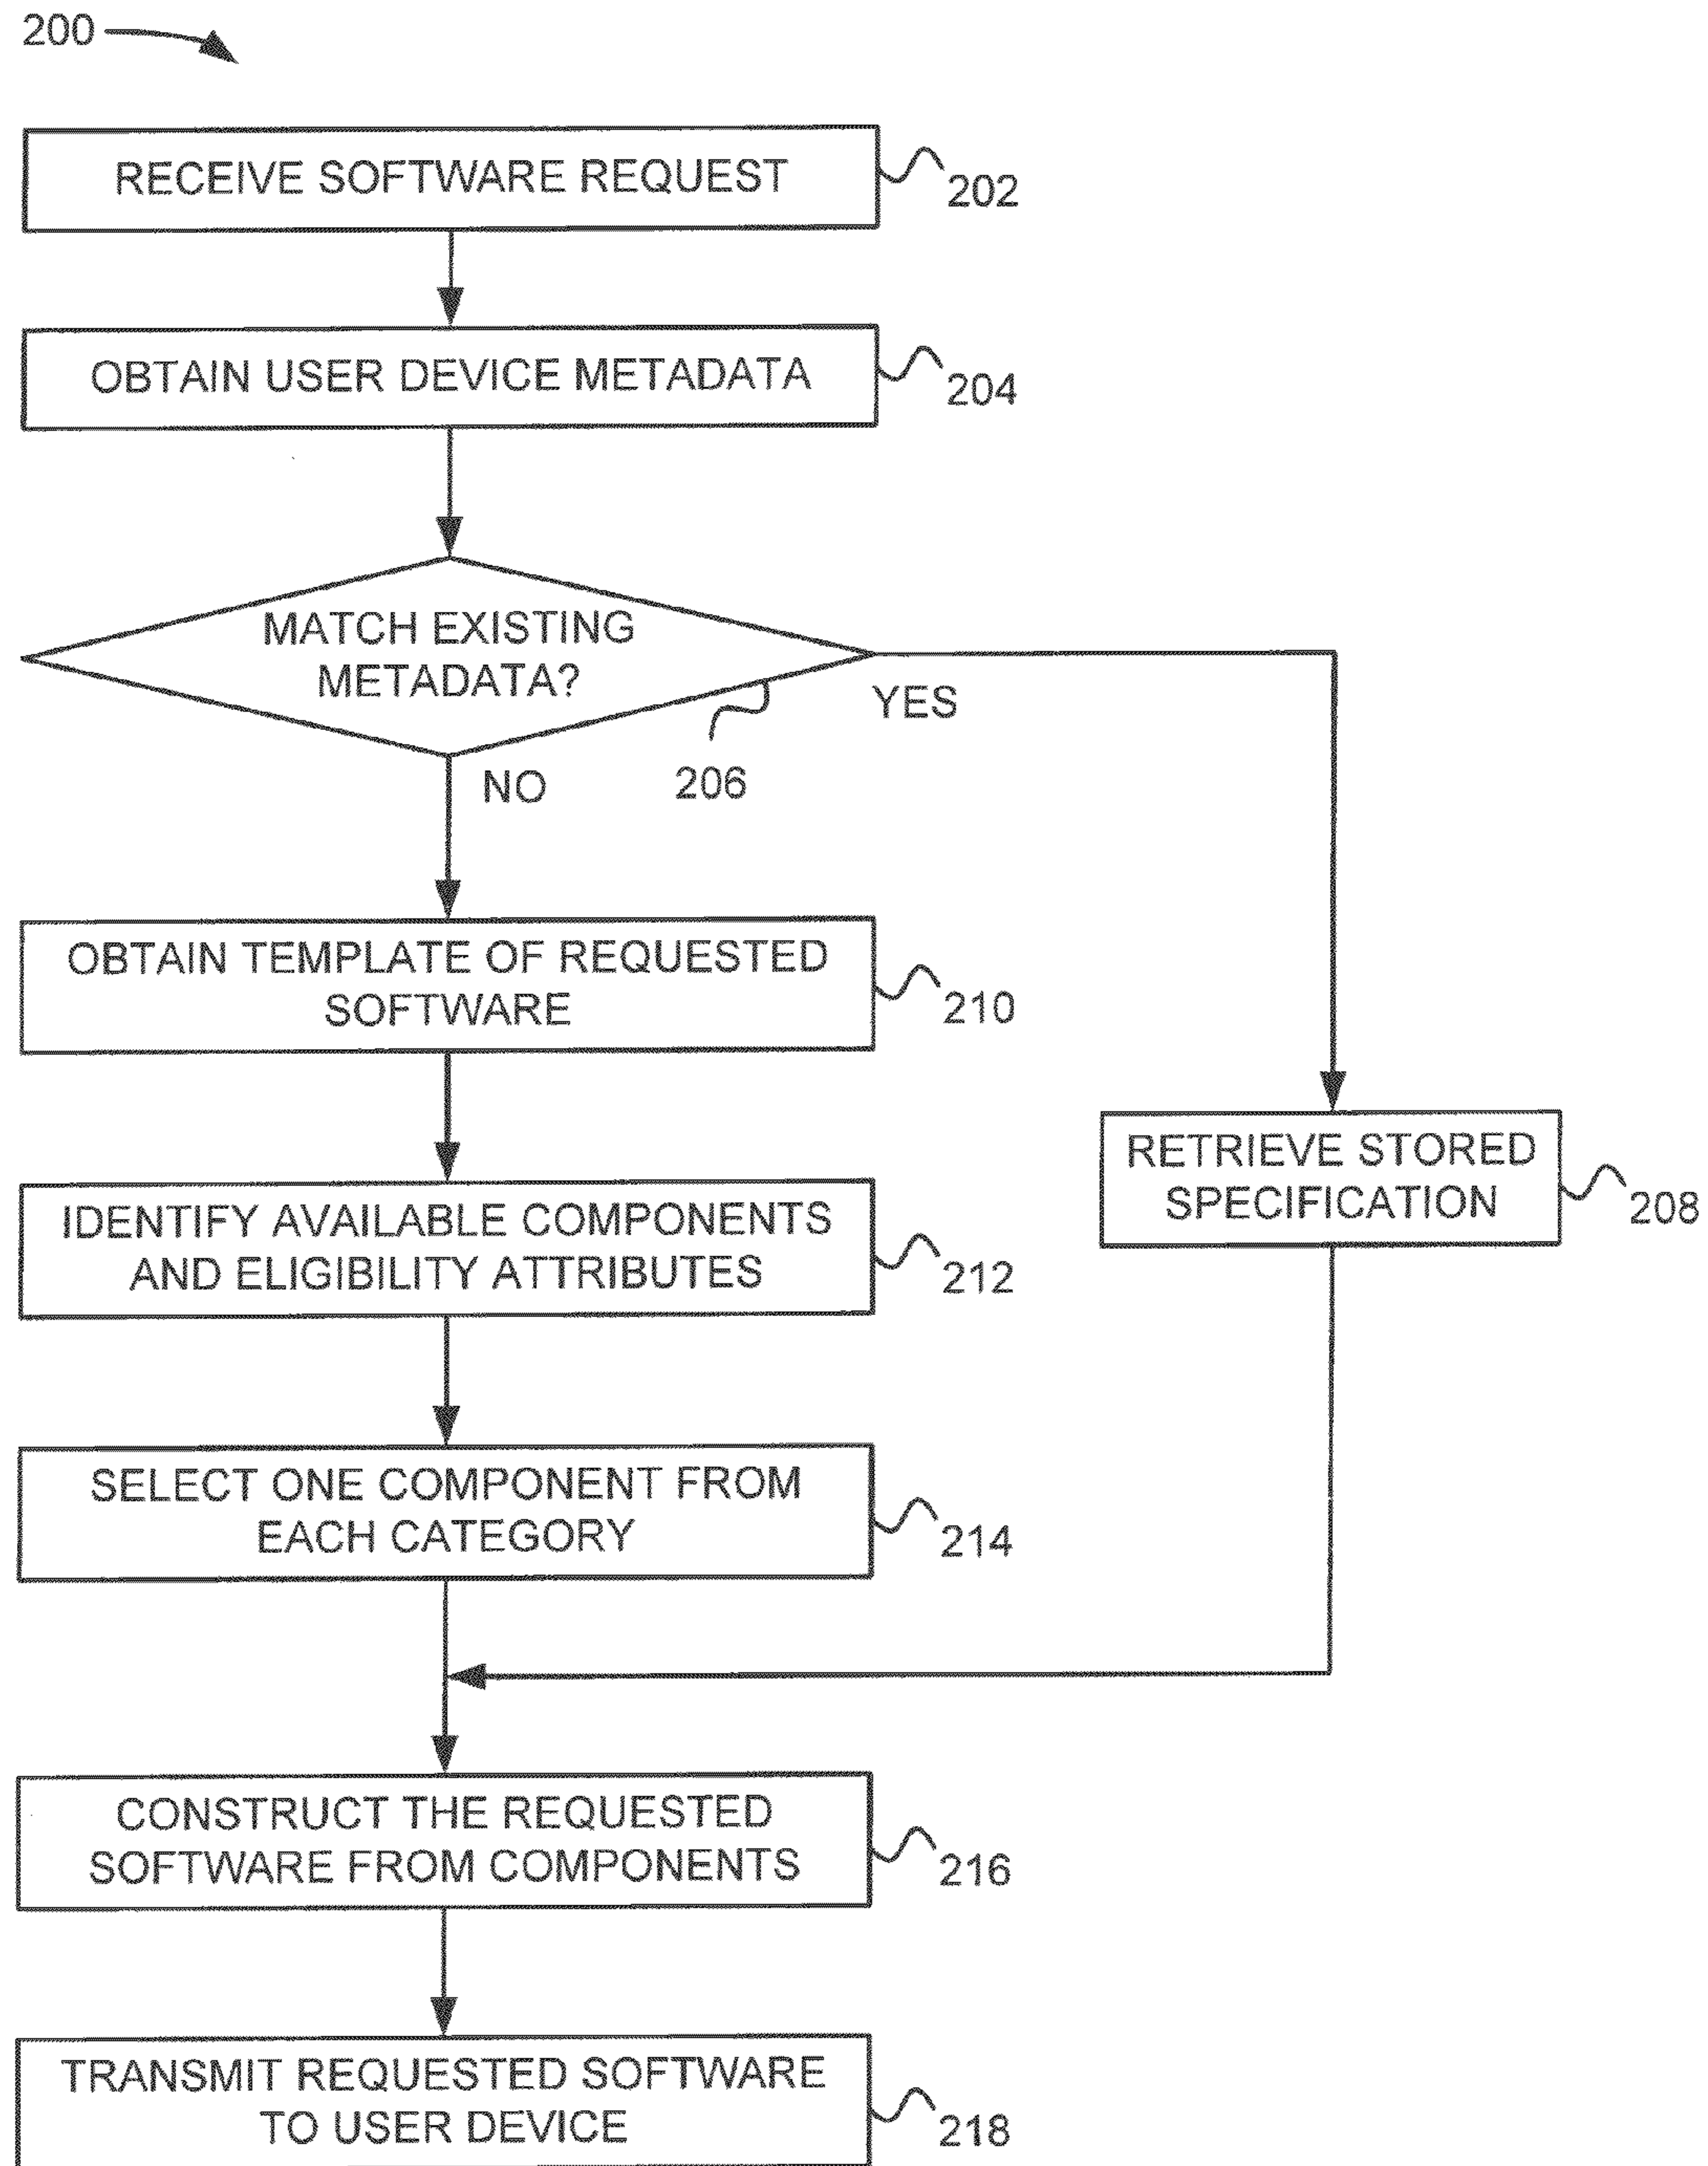 200
RECEIVE SOFTWARE REQUEST
202
OBTAIN USER DEVICE METADATA
204
MATCH EXISTING
METADATA?
YES
NO
206
OBTAIN TEMPLATE OF REQUESTED
SOFTWARE
210
RETRIEVE STORED
SPECIFICATION
208
IDENTIFY AVAILABLE COMPONENTS
AND ELIGIBILITY ATTRIBUTES
212
SELECT ONE COMPONENT FROM
EACH CATEGORY
214
CONSTRUCT THE REQUESTED
SOFTWARE FROM COMPONENTS
216
TRANSMIT REQUESTED SOFTWARE
TO USER DEVICE
218